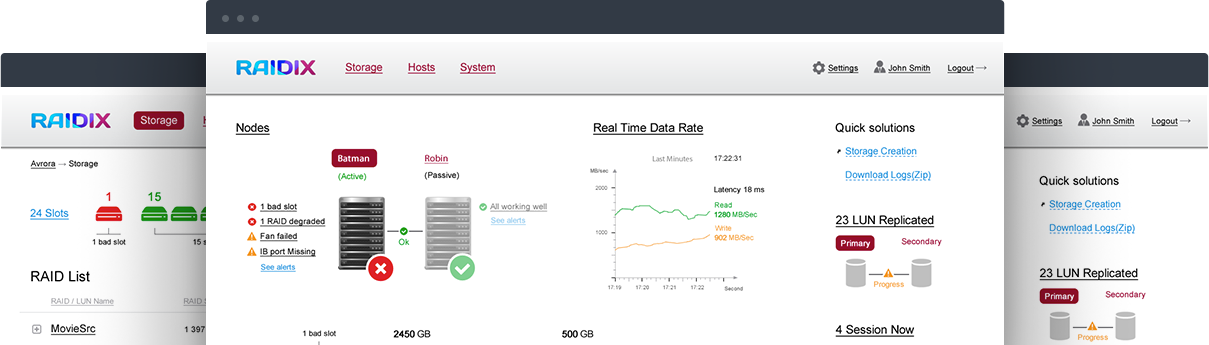 RAIDIX
Storage
Hosts
System
Settings
John Smith
Logout →
Nodes
Batman
(Active)
Robin
(Passive)
1 bad slot
1 RAID degraded
Fan failed
IB port Missing
See alerts
Ok
All working well
See alerts
1 bad slot
2450 GB
500 GB
Real Time Data Rate
Last Minutes
17:22:31
MB/sec
2000
1000
Latency 18 ms
Read
1280 MB/Sec
Write
902 MB/Sec
17:19
17:20
17:21
17:22
Second
Quick solutions
Storage Creation
Download Logs(Zip)
23 LUN Replicated
Primary
Secondary
Progress
4 Session Now
RAIDIX
Storage
Avrora → Storage
24 Slots
1
15
1 bad slot
15 s
RAID List
RAID / LUN Name
RAID S
MovieSrc
1 397
Settings
John Smith
Logout →
Quick solutions
Storage Creation
Download Logs(Zip)
23 LUN Replicated
Primary
Secondary
Progress